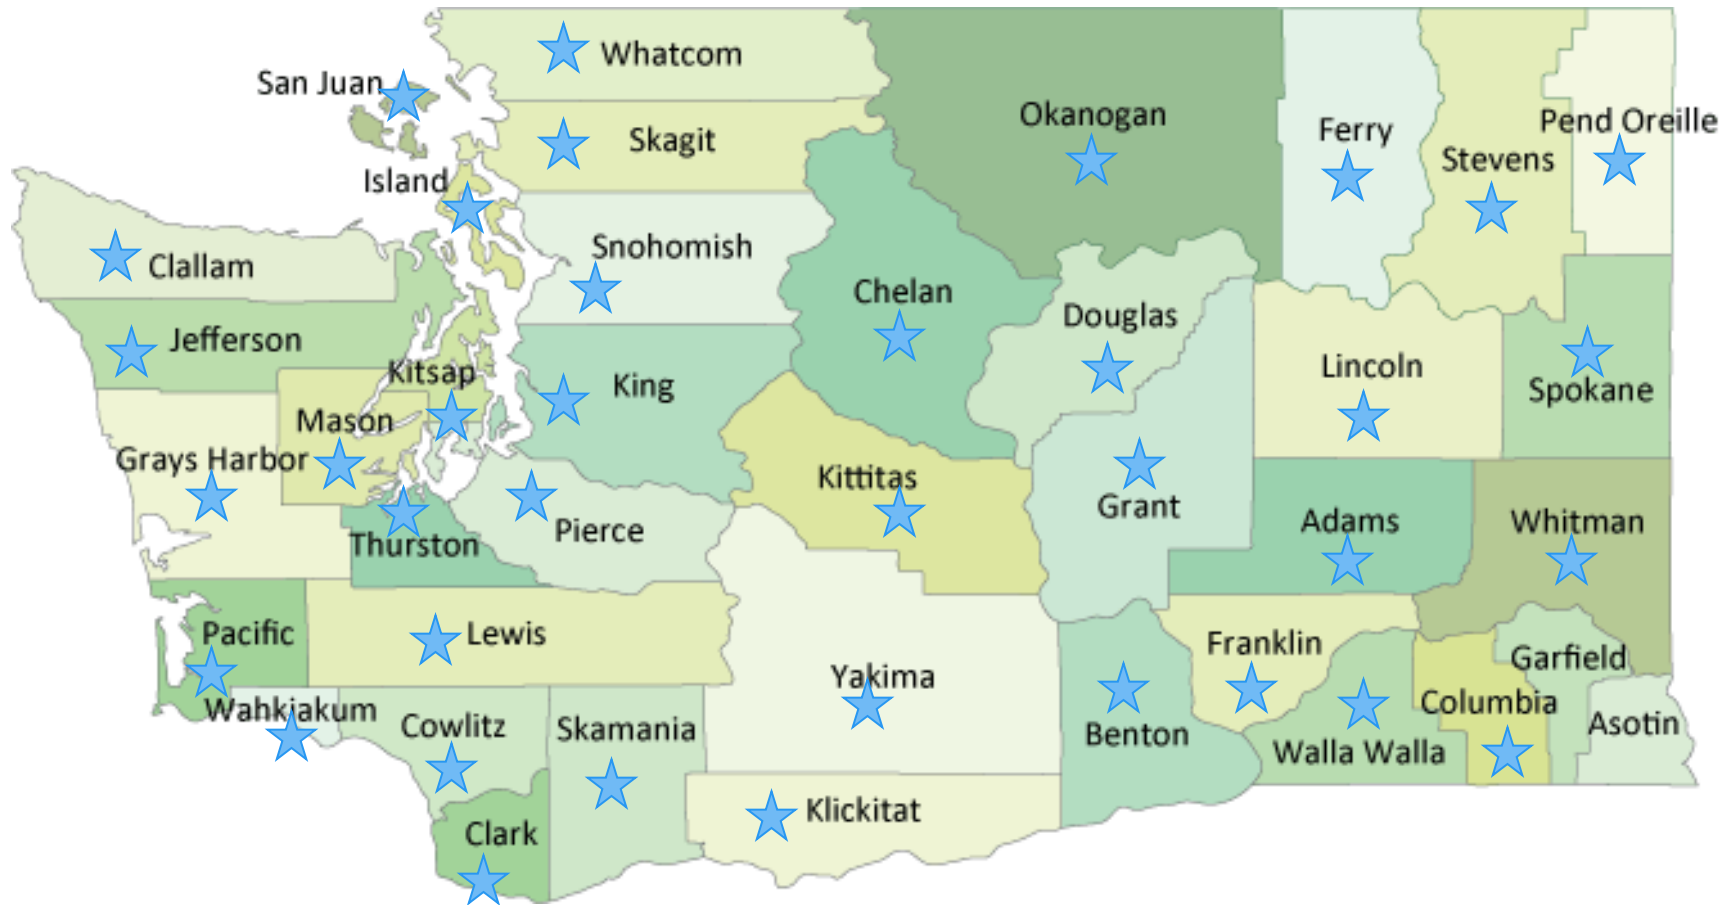 Whatcom
San Juan
Okanogan
Pend Oreille
Ferry
Skagit
Stevens
Island
Snohomish
Clallam
Chelan
Douglas
Jefferson
Lincoln
Kitsap
King
Spokane
Mason
Grays Harbor
Kittitas
Grant
Adams
Whitman
Pierce
Thurston
Pacific
Lewis
Franklin
Garfield
Yakima
Columbia
Wahkiakum
Cowlitz
Skamania
Asotin
Benton
Walla Walla
Klickitat
Clark